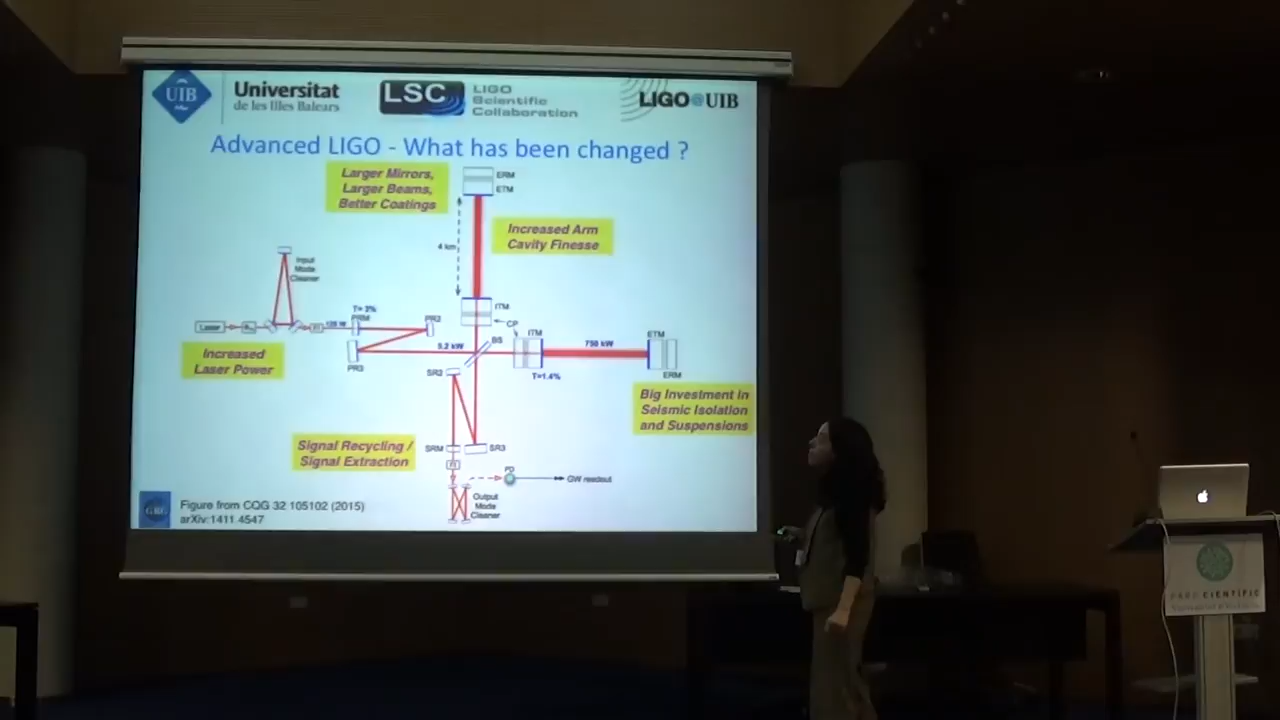 UIB
Universitat
de les Illes Balears
LSC
LIGO
Scientific
Collaboration
LIGO@UIB
Advanced LIGO - What has been changed ?
Larger Mirrors,
Larger Beams,
Better Coatings
ERM
ETM
Increased Arm
Cavity Finesse
4 km
Input
Mode
Cleaner
ITM
T= 3%
PRM
PR2
CP
Laser
125 W
BS
ITM
ETM
5.2 kW
750 kW
PR3
SR2
T=1.4%
ERM
Increased
Laser Power
Big Investment in
Seismic Isolation
and Suspensions
Signal Recycling /
Signal Extraction
SRM
SR3
FI
PD
GW readout
Output
Mode
Cleaner
GRG
Figure from CQG 32 105102 (2015)
arXiv:1411.4547
PARC CIENTÍFIC